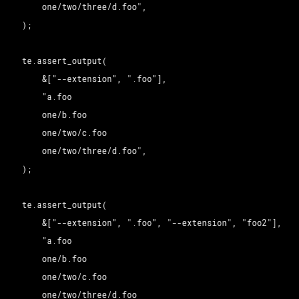 one/two/three/d.foo",
);
te.assert_output(
&["--extension", ".foo"],
"a.foo
one/b.foo
one/two/c.foo
one/two/three/d.foo",
);
te.assert_output(
&["--extension", ".foo", "--extension", "foo2"],
"a.foo
one/b.foo
one/two/c.foo
one/two/three/d.foo